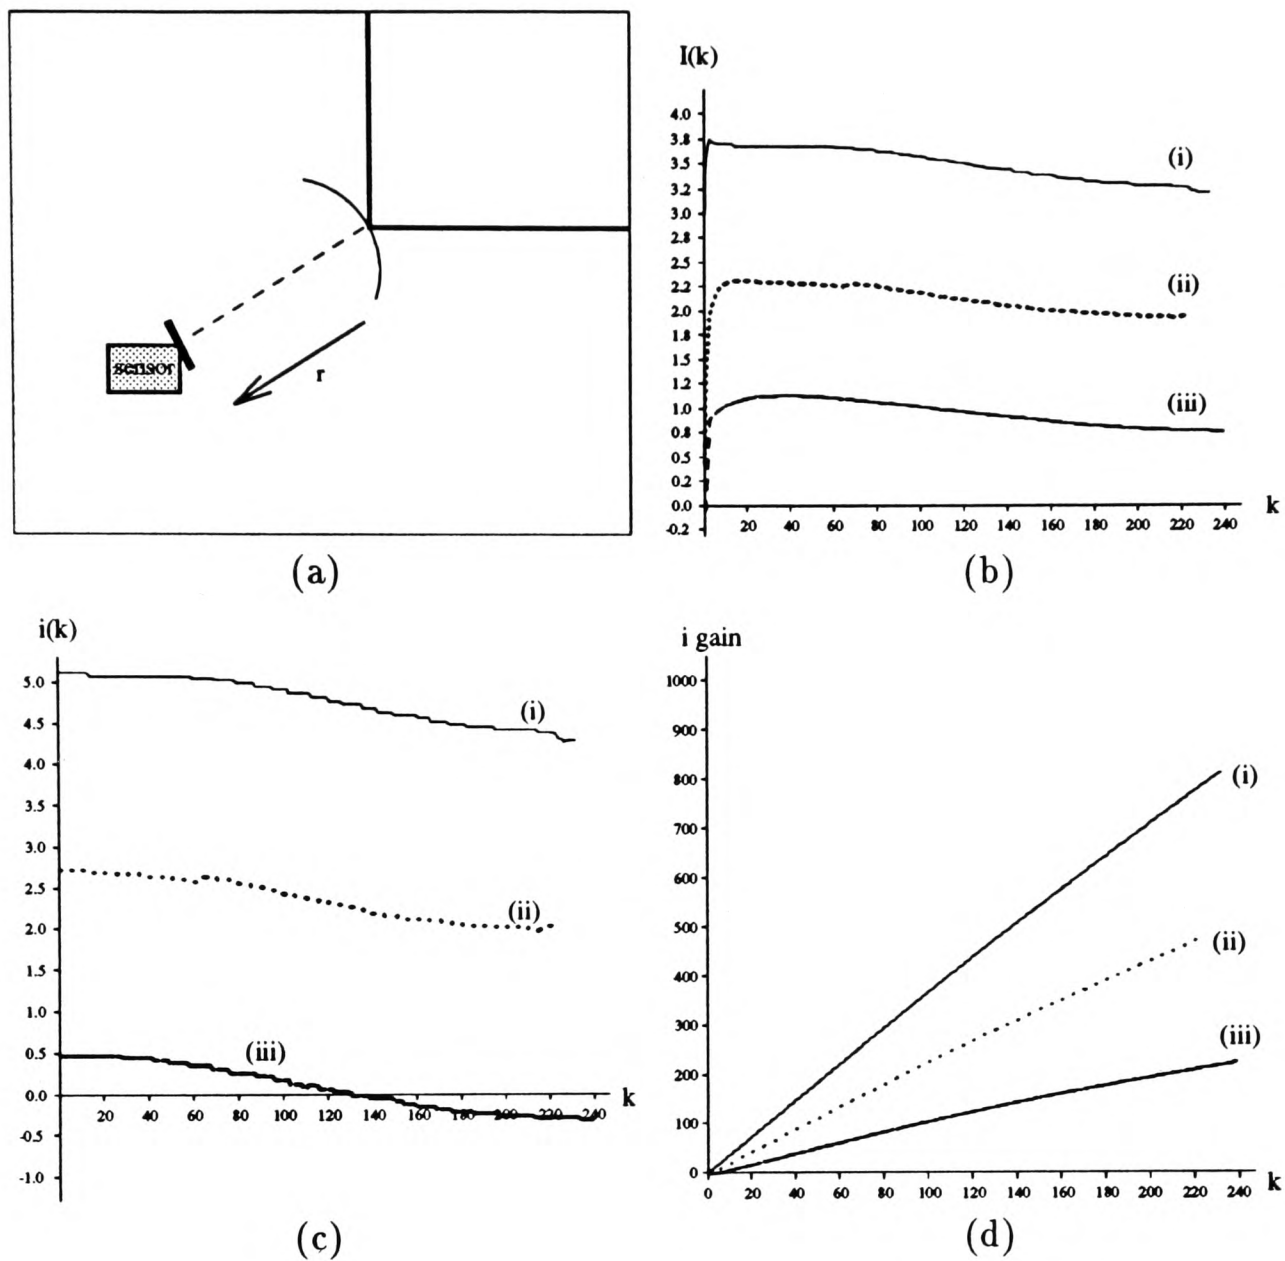 sensor
r
(a)
I(k)
4.0
3.8
3.5
3.2
3.0
2.8
2.5
2.2
2.0
1.8
1.5
1.2
1.0
0.8
0.5
0.2
0.0
-0.2
(i)
(ii)
(iii)
20 40 60 80 100 120 140 160 180 200 220 240
k
(b)
i(k)
5.0
4.5
4.0
3.5
3.0
2.5
2.0
1.5
1.0
0.5
0.0
-0.5
-1.0
(i)
(ii)
(iii)
20 40 60 80 100 120 140 160 180 200 220 240
k
(c)
i gain
1000
900
800
700
600
500
400
300
200
100
0
(i)
(ii)
(iii)
0 20 40 60 80 100 120 140 160 180 200 220 240
k
(d)